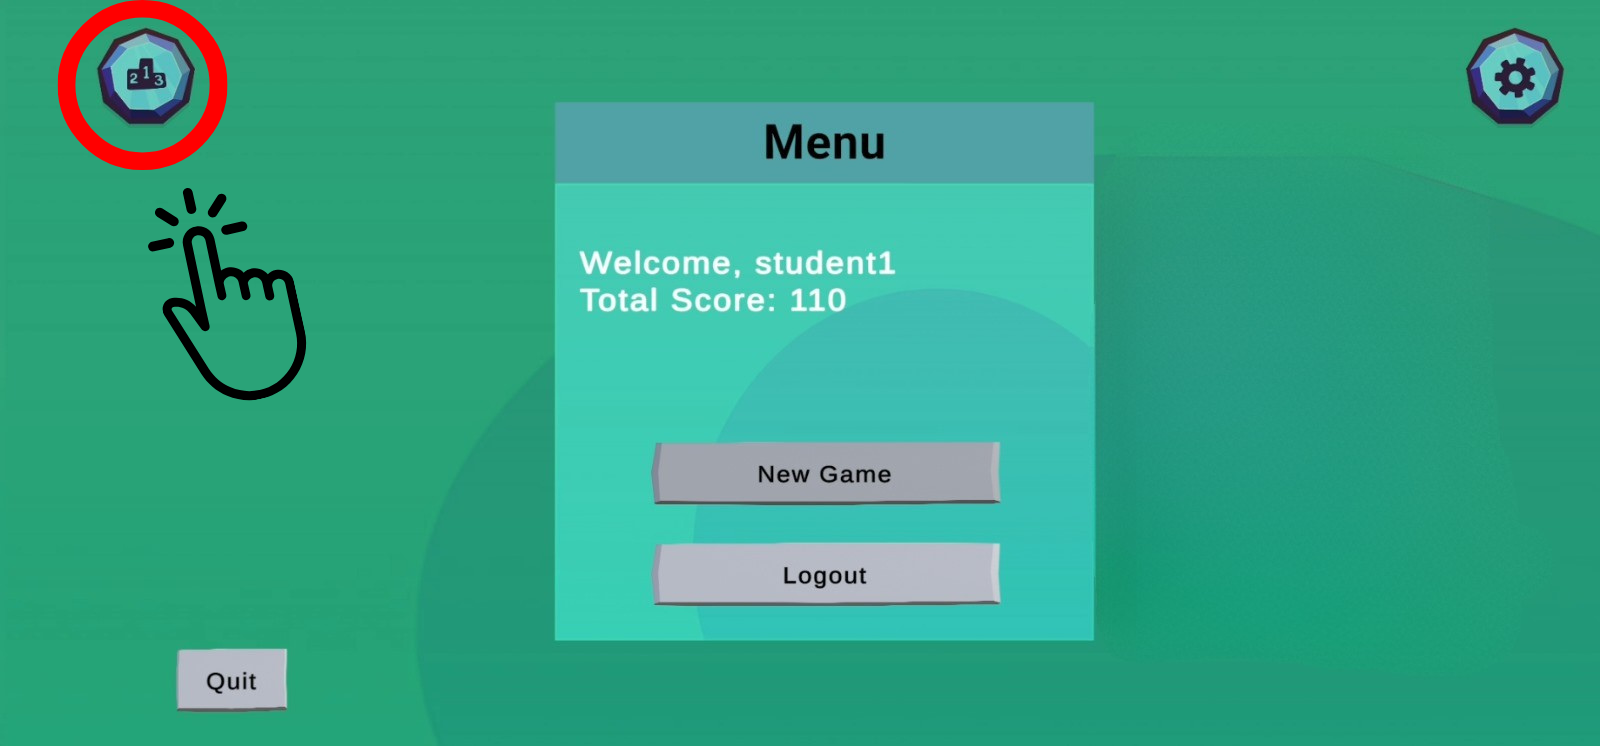 2 1 3
Menu
Welcome, student1
Total Score: 110
New Game
Logout
Quit